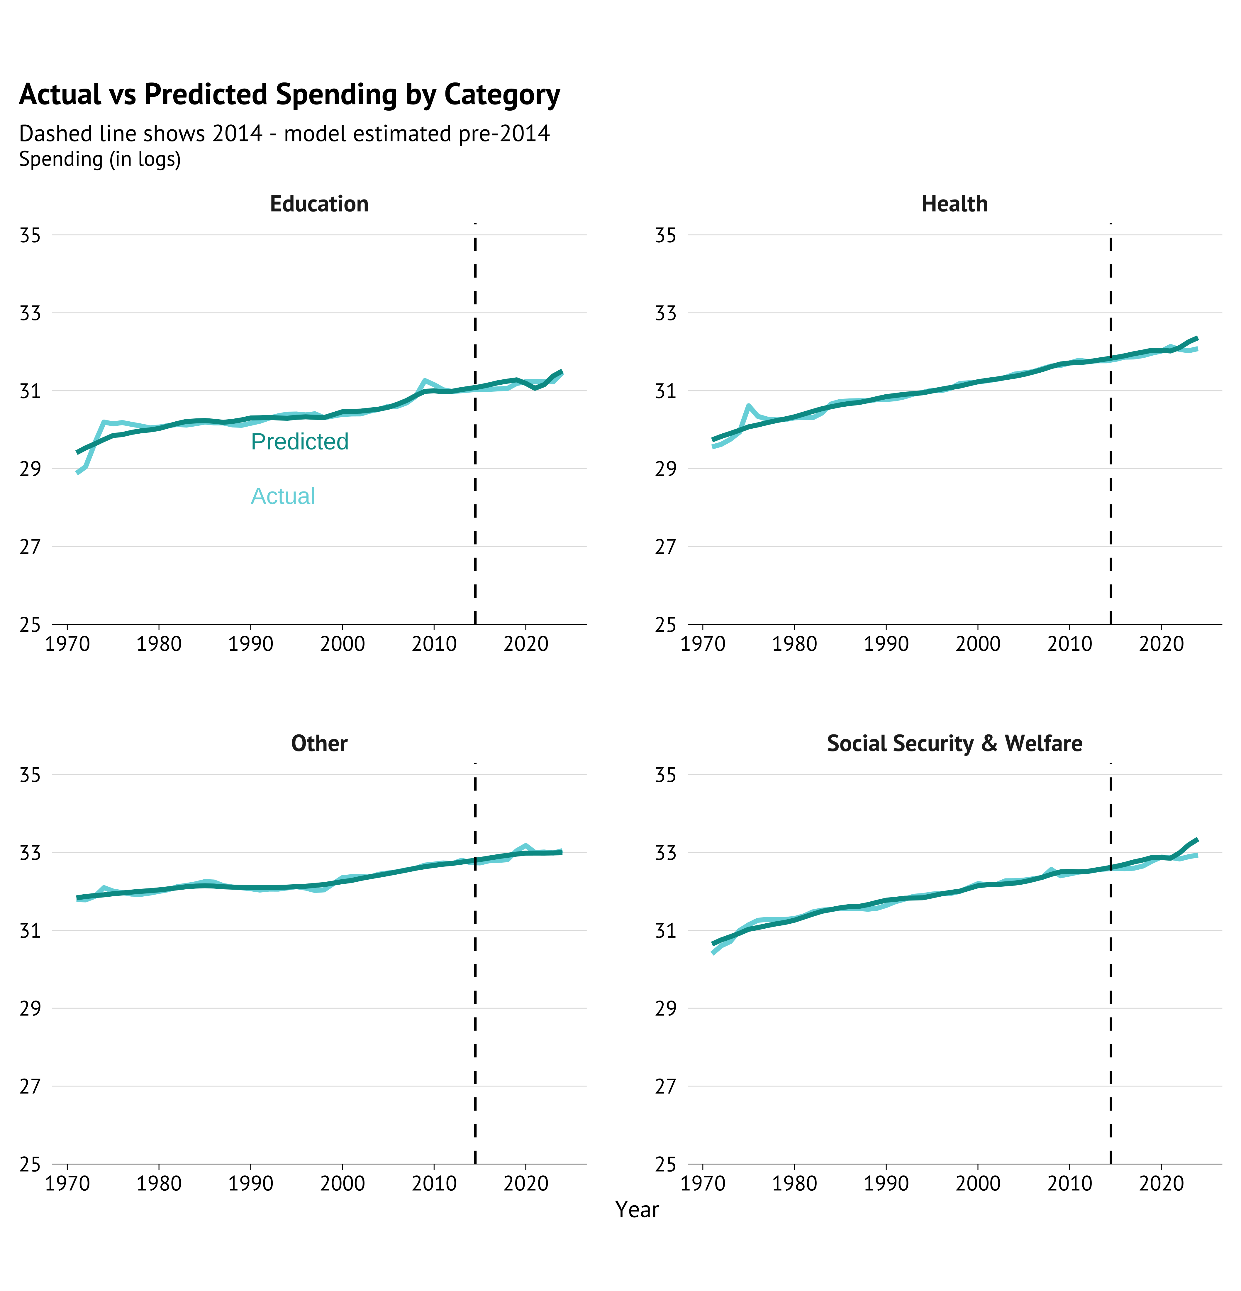 Actual vs Predicted Spending by Category
Dashed line shows 2014 - model estimated pre-2014
Spending (in logs)
Education
35
33
31
29
27
25
Predicted
Actual
1970 1980 1990 2000 2010 2020
Health
35
33
31
29
27
25
1970 1980 1990 2000 2010 2020
Other
35
33
31
29
27
25
1970 1980 1990 2000 2010 2020
Social Security & Welfare
35
33
31
29
27
25
1970 1980 1990 2000 2010 2020
Year